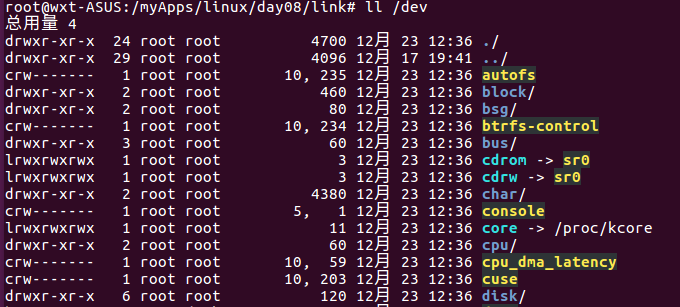 root@wxt-ASUS:/myApps/linux/day08/link# ll /dev
总用量 4
drwxr-xr-x  24 root root        4700 12月 23 12:36 ./
drwxr-xr-x  29 root root        4096 12月 17 19:41 ../
crw-------   1 root root     10, 235 12月 23 12:36 autofs
drwxr-xr-x   2 root root         460 12月 23 12:36 block/
drwxr-xr-x   2 root root          80 12月 23 12:36 bsg/
crw-------   1 root root     10, 234 12月 23 12:36 btrfs-control
drwxr-xr-x   3 root root          60 12月 23 12:36 bus/
lrwxrwxrwx   1 root root           3 12月 23 12:36 cdrom -> sr0
lrwxrwxrwx   1 root root           3 12月 23 12:36 cdrw -> sr0
drwxr-xr-x   2 root root        4380 12月 23 12:36 char/
crw-------   1 root root      5,   1 12月 23 12:36 console
lrwxrwxrwx   1 root root          11 12月 23 12:36 core -> /proc/kcore
drwxr-xr-x   2 root root          60 12月 23 12:36 cpu/
crw-------   1 root root     10,  59 12月 23 12:36 cpu_dma_latency
crw-------   1 root root     10, 203 12月 23 12:36 cuse
drwxr-xr-x   6 root root         120 12月 23 12:36 disk/